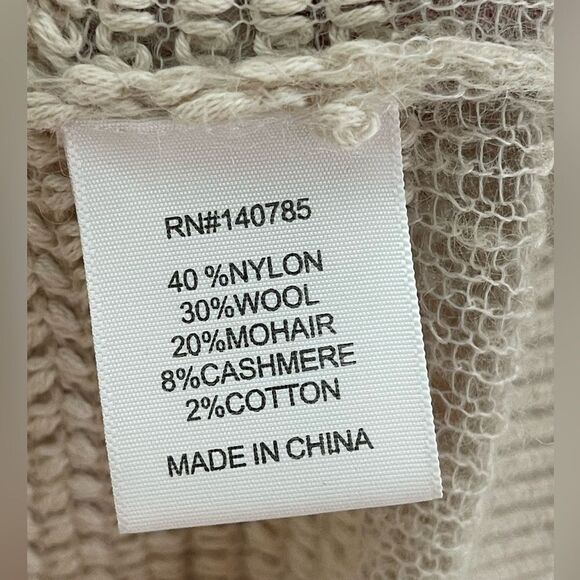 RN#140785
40 %NYLON
30%WOOL
20%MOHAIR
8%CASHMERE
2%COTTON
MADE IN CHINA